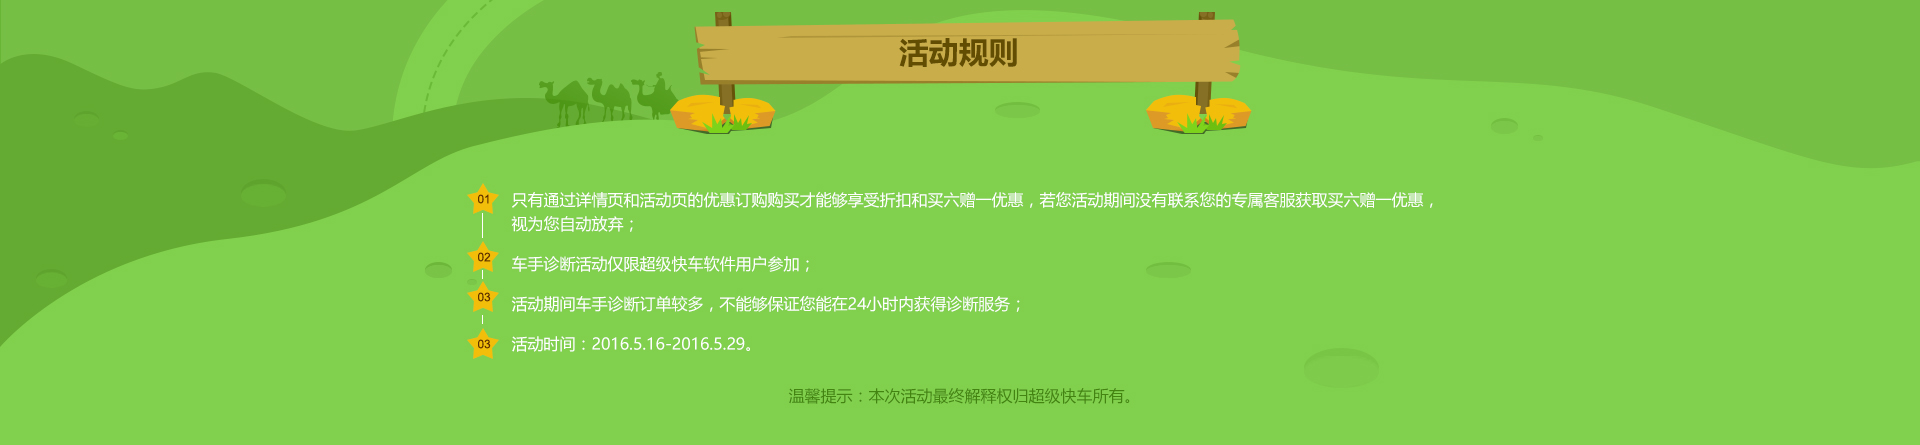 活动规则
01 只有通过详情页和活动页的优惠订购购买才能够享受折扣和买六赠一优惠，若您活动期间没有联系您的专属客服获取买六赠一优惠，
视为您自动放弃；
02 车手诊断活动仅限超级快车软件用户参加；
03 活动期间车手诊断订单较多，不能够保证您能在24小时内获得诊断服务；
03 活动时间：2016.5.16-2016.5.29。
温馨提示：本次活动最终解释权归超级快车所有。